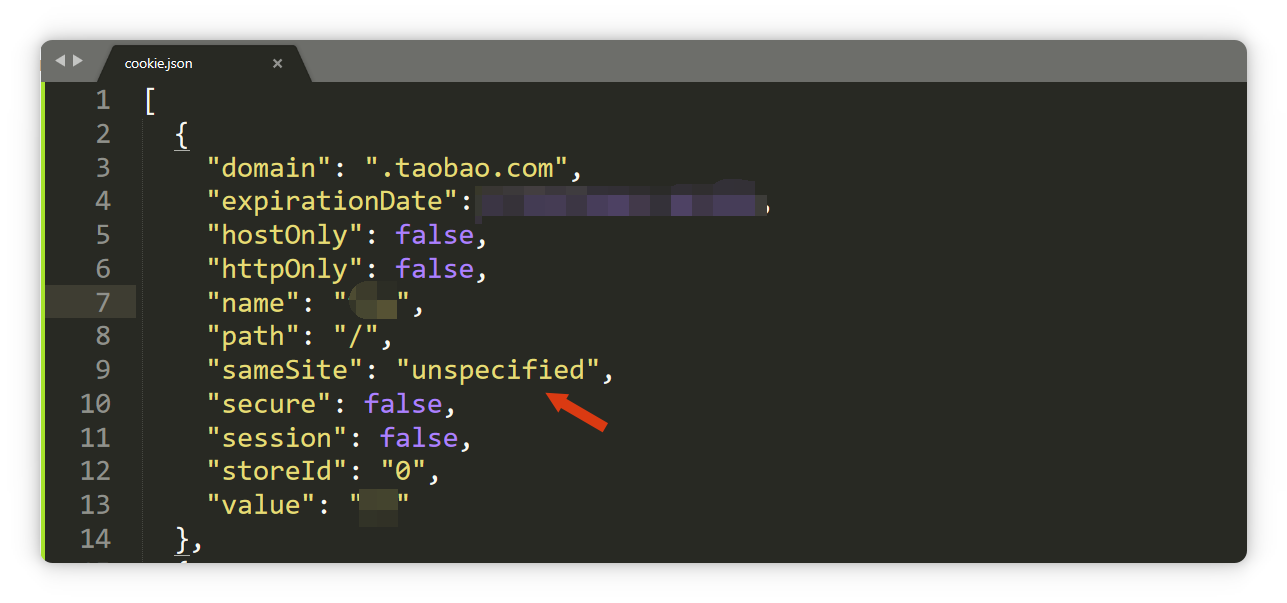 cookie.json ×
1 [
2 {
3 "domain": ".taobao.com",
4 "expirationDate": ,
5 "hostOnly": false,
6 "httpOnly": false,
7 "name": "",
8 "path": "/",
9 "sameSite": "unspecified",
10 "secure": false,
11 "session": false,
12 "storeId": "0",
13 "value": ""
14 },